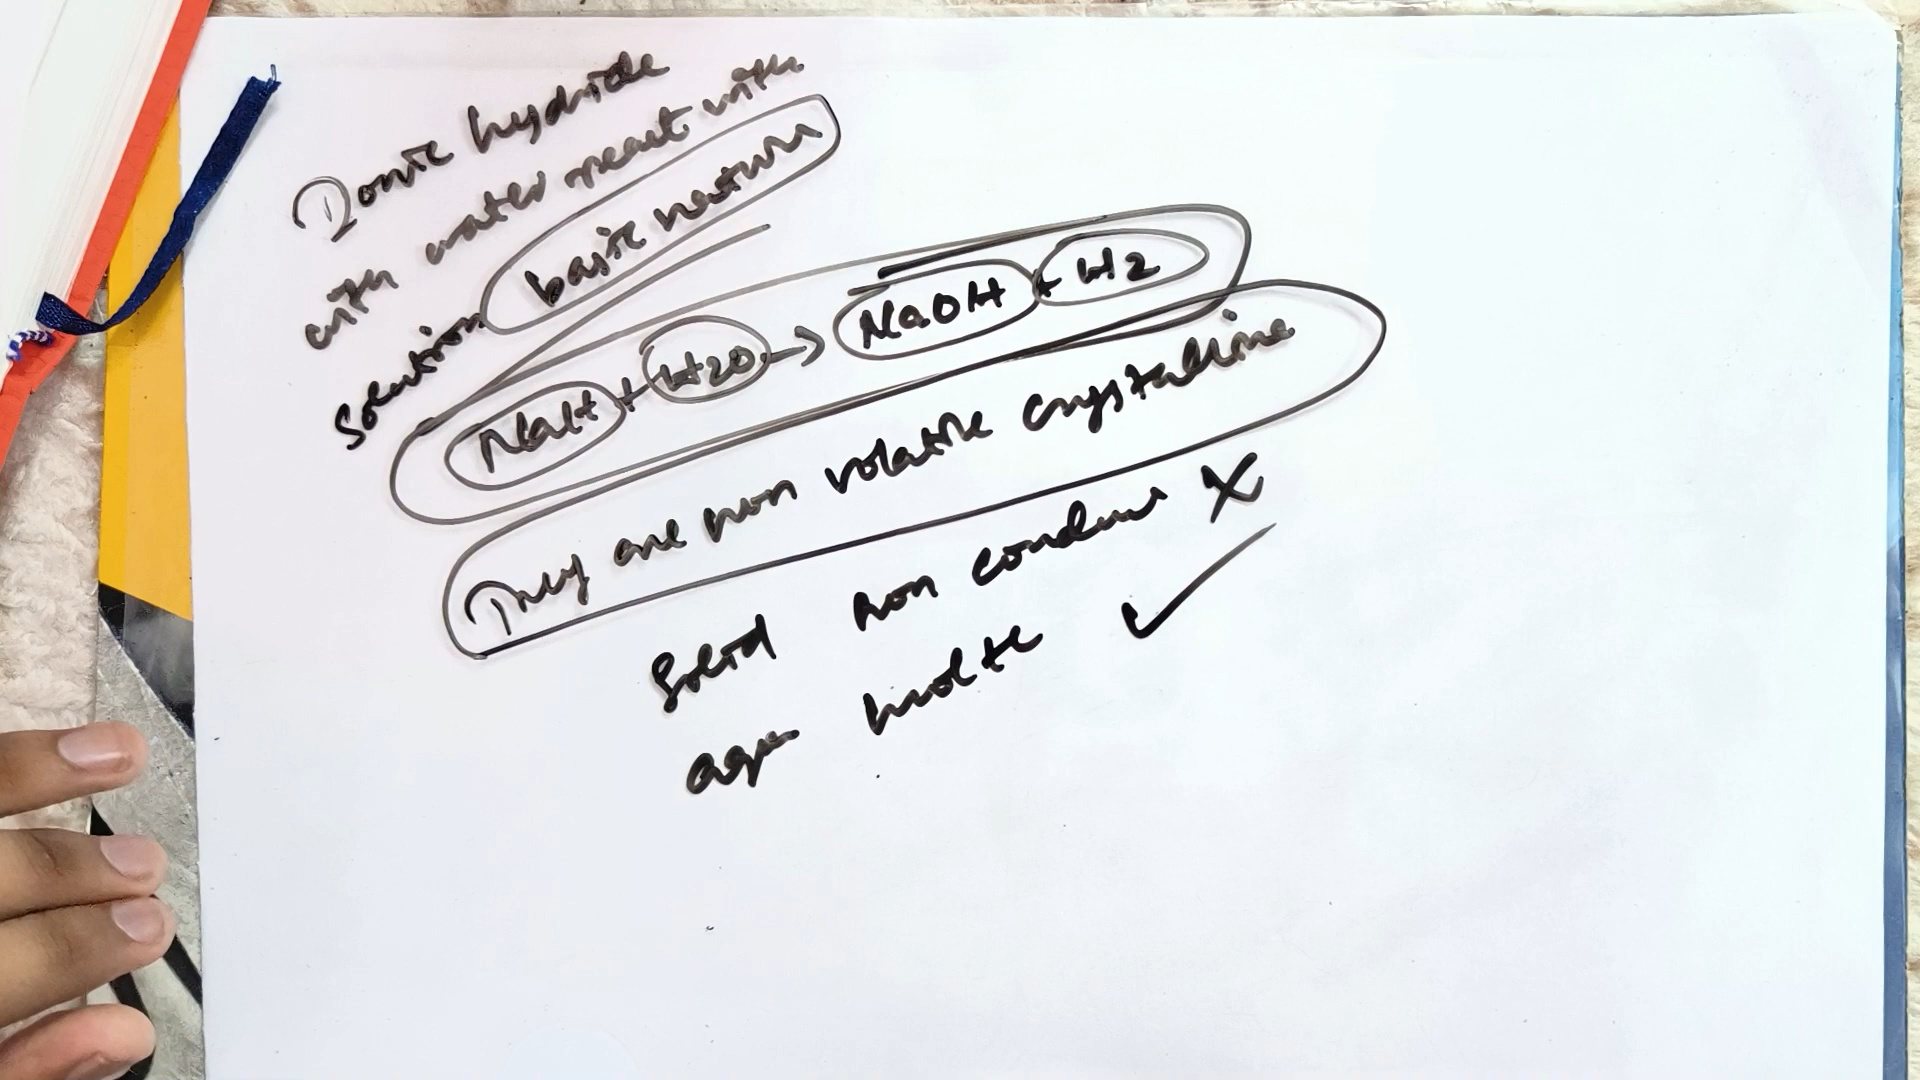 Ionic hydride
with water react with
solution basic nature
NaH + H2O -> NaOH + H2
They are non volatile crystalline
Solid non conduc X
aqu molte ✓